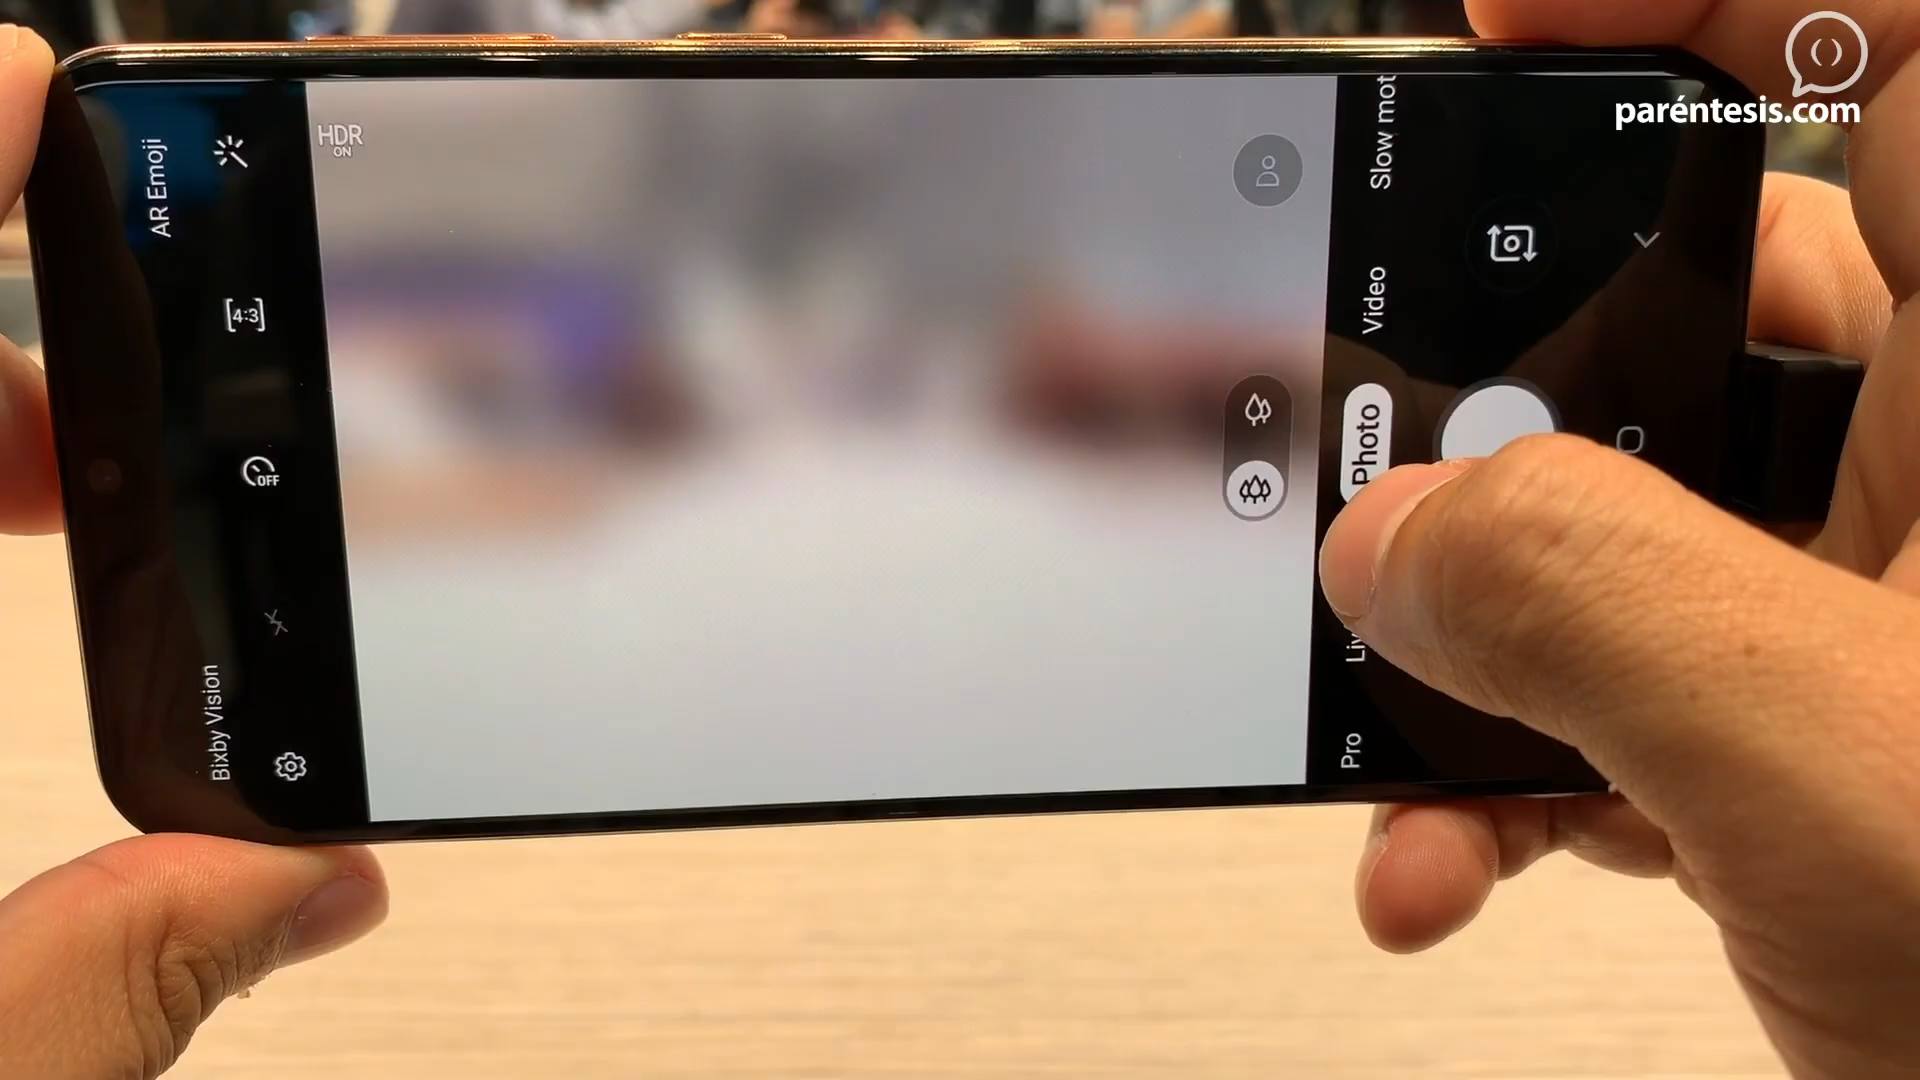 paréntesis.com
AR Emoji
Bixby Vision
HDR
ON
4:3
OFF
Slow mot
Video
Photo
Pro